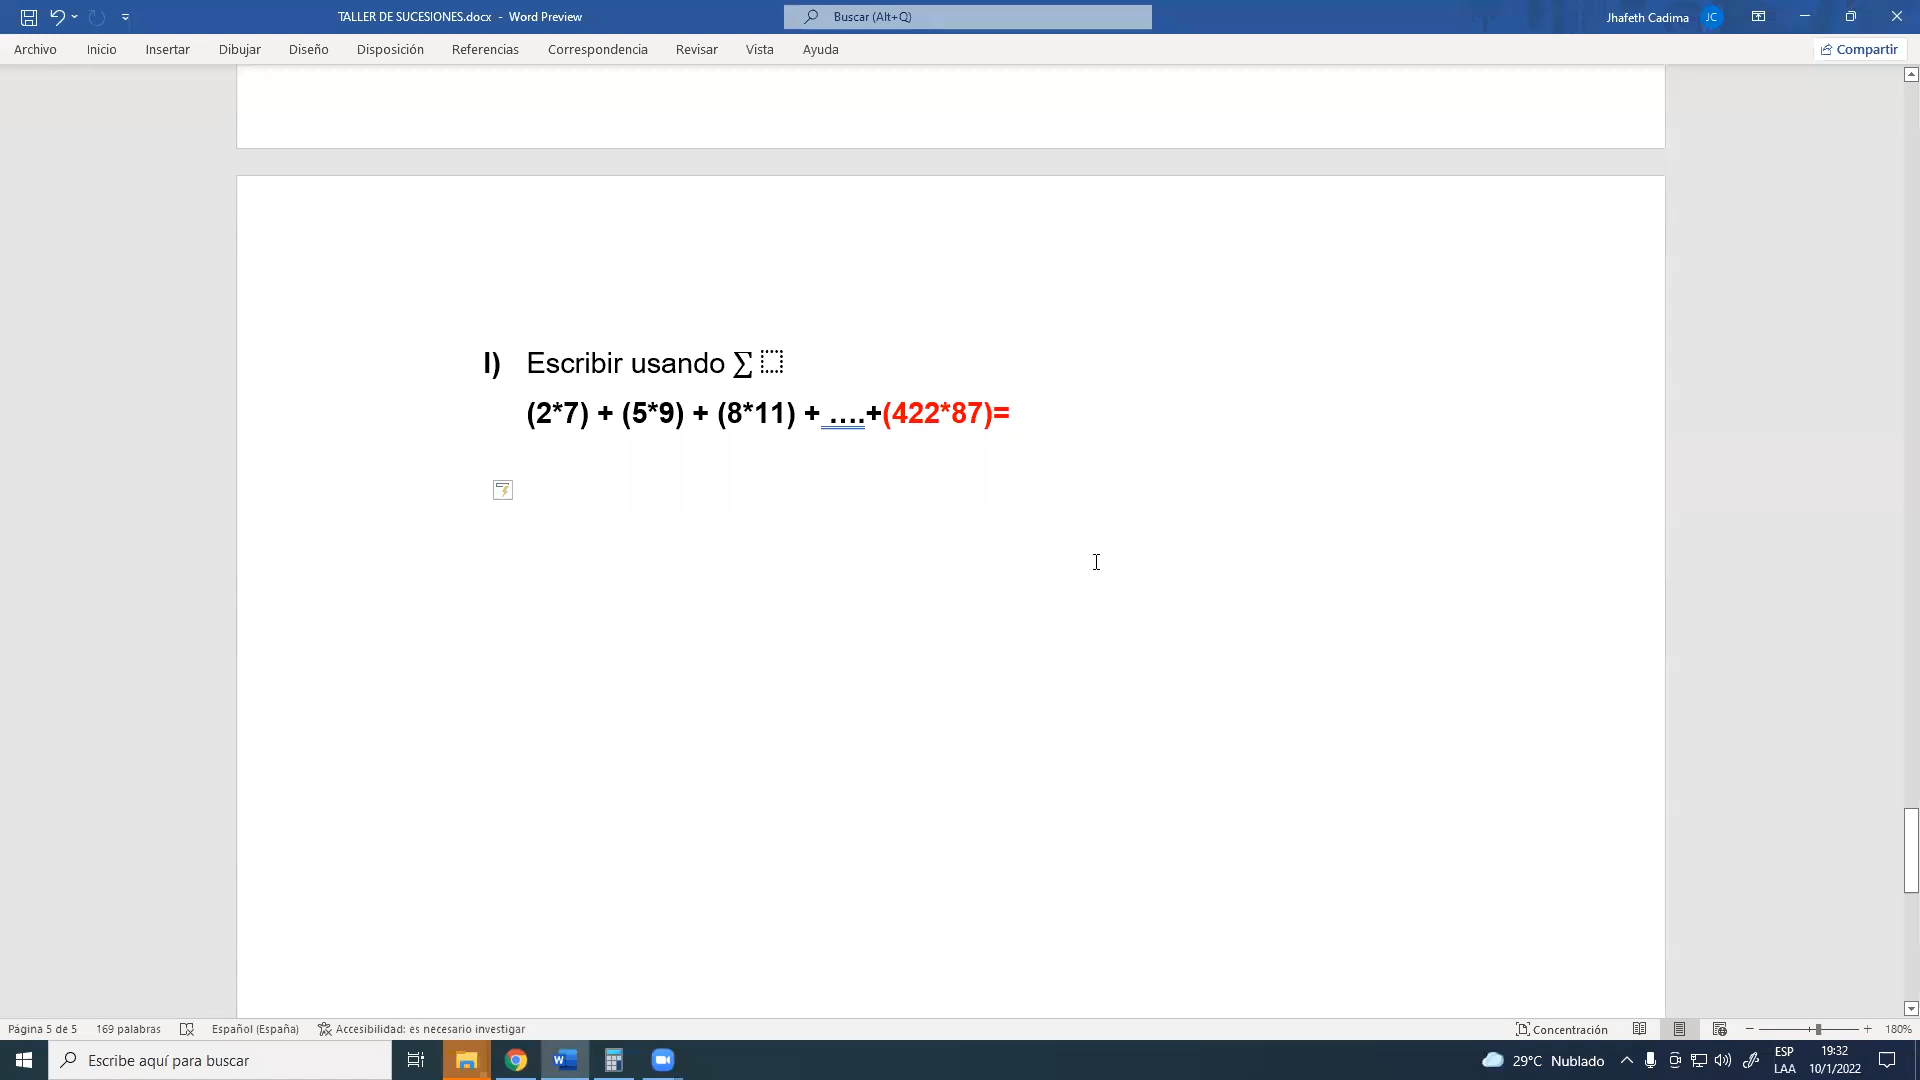 TALLER DE SUCESIONES.docx - Word Preview
Buscar (Alt+Q)
Jhafeth Cadima
JC
Archivo Inicio Insertar Dibujar Diseño Disposición Referencias Correspondencia Revisar Vista Ayuda
Compartir
I) Escribir usando ∑
(2*7) + (5*9) + (8*11) + ….+(422*87)=
Página 5 de 5 169 palabras Español (España) Accesibilidad: es necesario investigar
Concentración
180%
Escribe aquí para buscar
29°C Nublado
ESP
LAA
19:32
10/1/2022